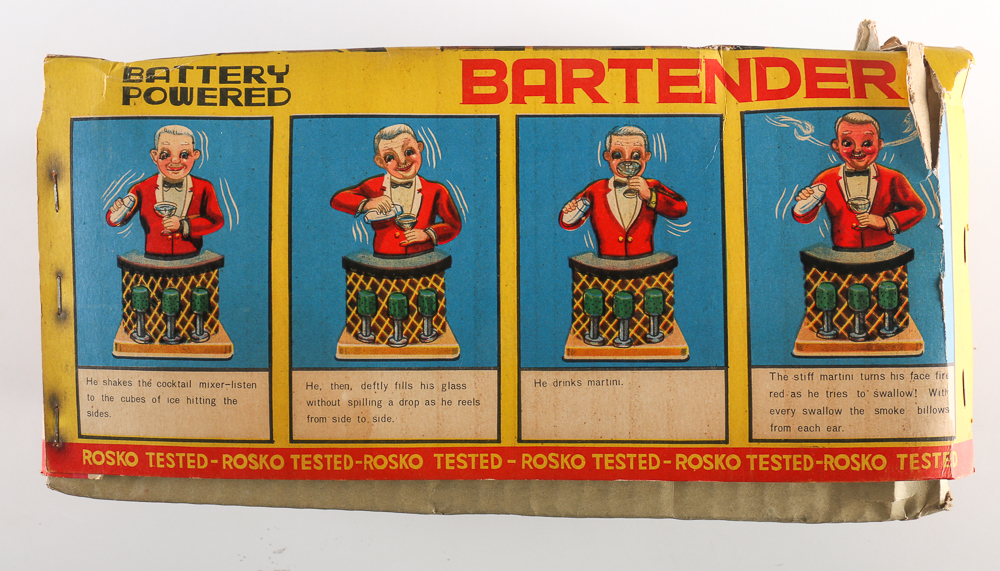 BATTERY
POWERED
BARTENDER
He shakes the cocktail mixer-listen
to the cubes of ice hitting the
sides.
He, then, deftly fills his glass
without spilling a drop as he reels
from side to side.
He drinks martini.
The stiff martini turns his face fire
red as he tries to swallow! With
every swallow the smoke billows
from each ear.
ROSKO TESTED-ROSKO TESTED-ROSKO TESTED-ROSKO TESTED-ROSKO TESTED-ROSKO TESTED